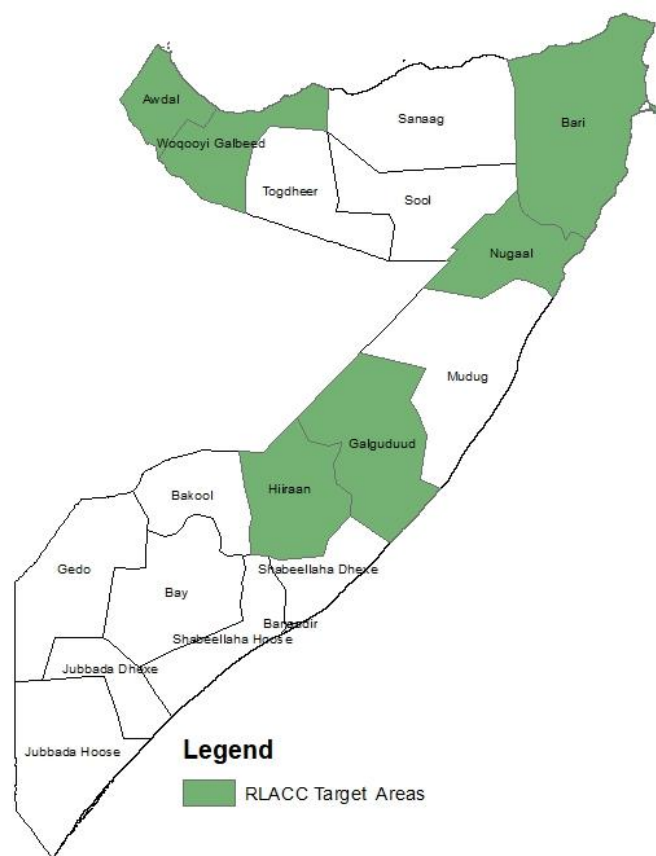 Awdal
Sanaag
Bari
Woqooyi Galbeed
Togdheer
Sool
Nugaal
Mudug
Galguduud
Hiiraan
Bakool
Gedo
Shabeellaha Dhexe
Bay
Banaadir
Shabeellaha Hoose
Jubbada Dhexe
Jubbada Hoose
Legend
RLACC Target Areas